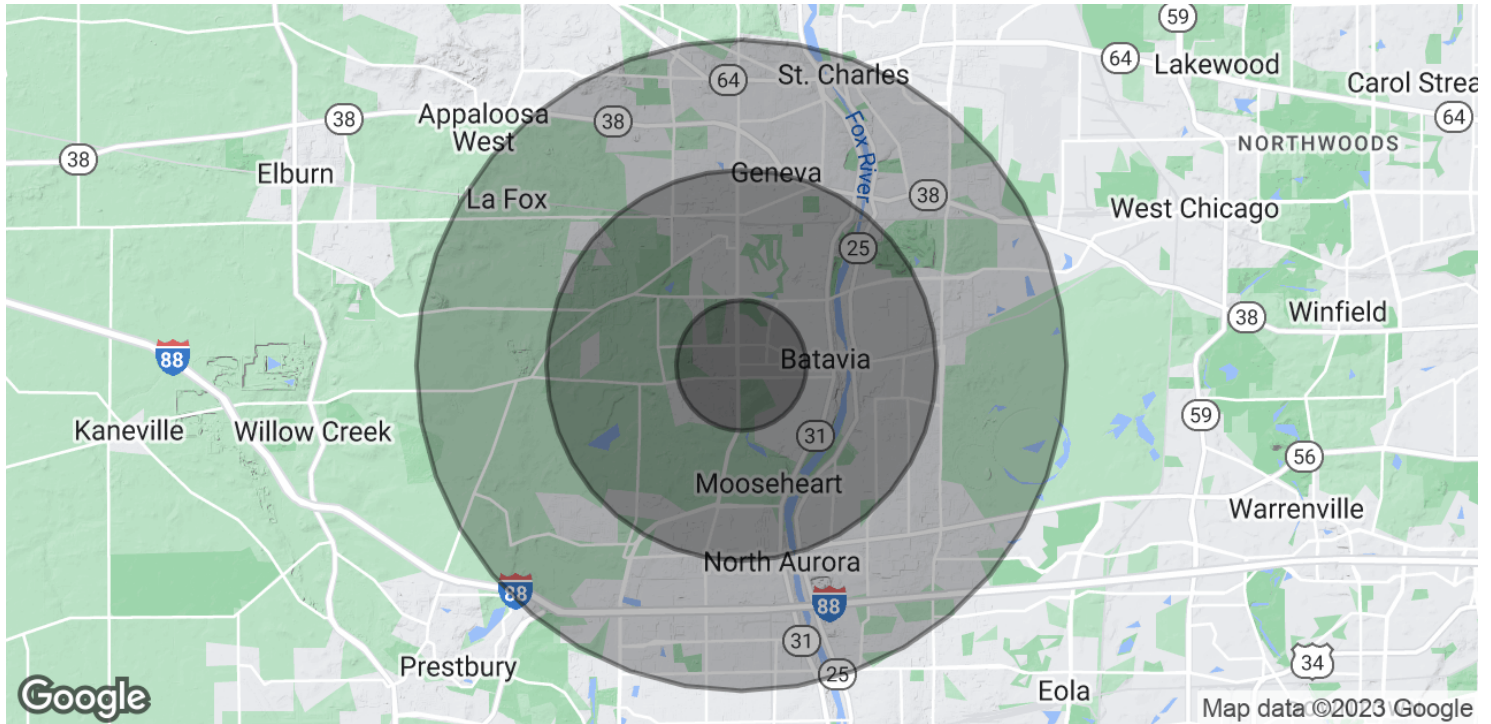 59
64
Lakewood
St. Charles
64
Carol Strea
64
Appaloosa
West
38
38
38
Fox River
NORTHWOODS
Elburn
Geneva
La Fox
38
West Chicago
25
Winfield
38
88
Batavia
59
Kaneville
Willow Creek
31
56
Mooseheart
Warrenville
North Aurora
88
88
31
Prestbury
25
34
Eola
Google
Map data ©2023 Google